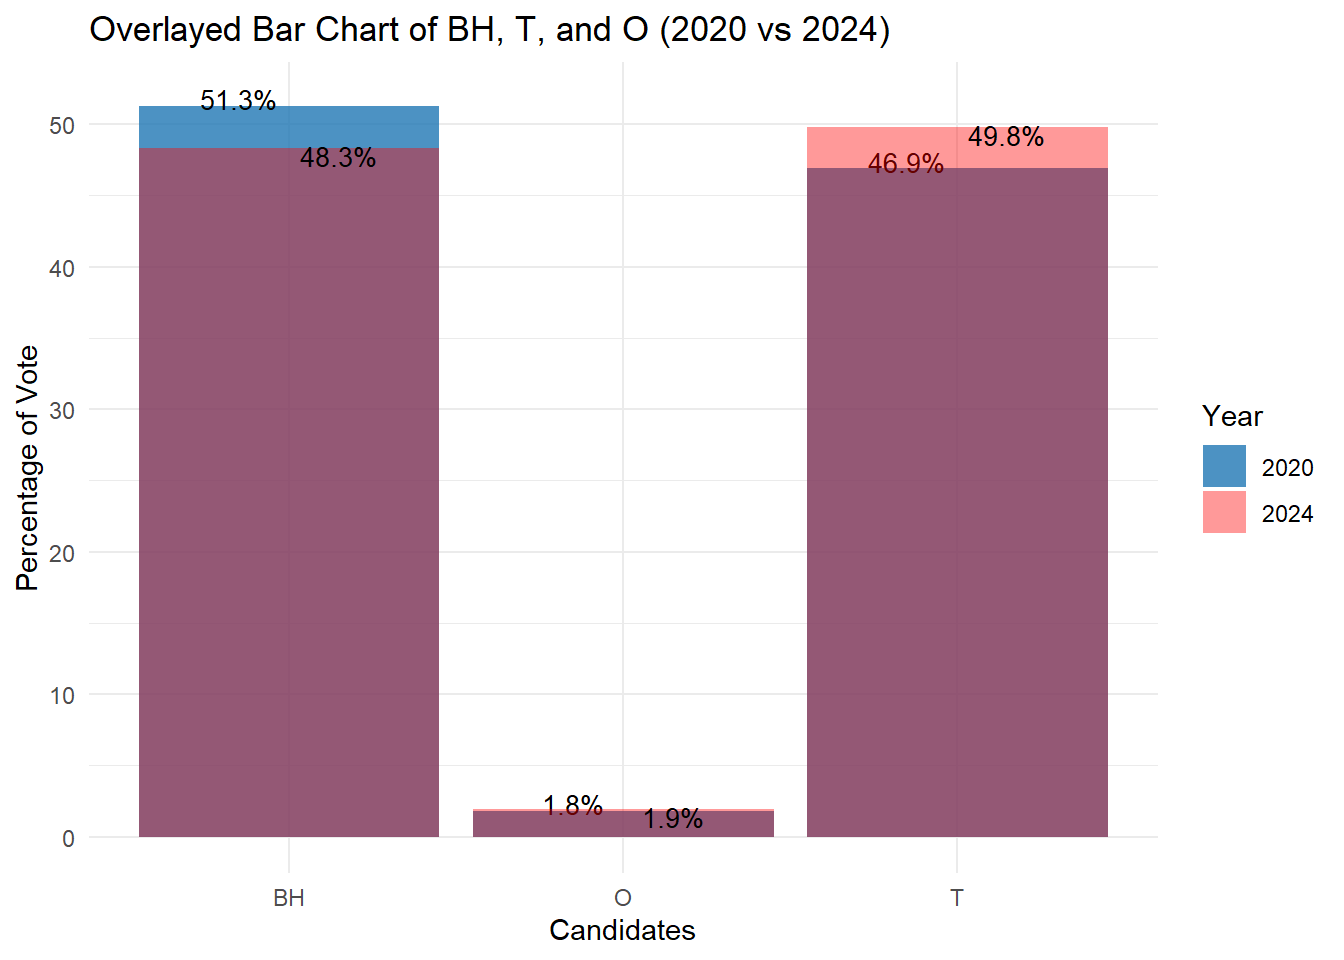 Overlayed Bar Chart of BH, T, and O (2020 vs 2024)
Percentage of Vote
50
40
30
20
10
0
51.3%
48.3%
1.8%
1.9%
46.9%
49.8%
BH
O
T
Candidates
Year
2020
2024